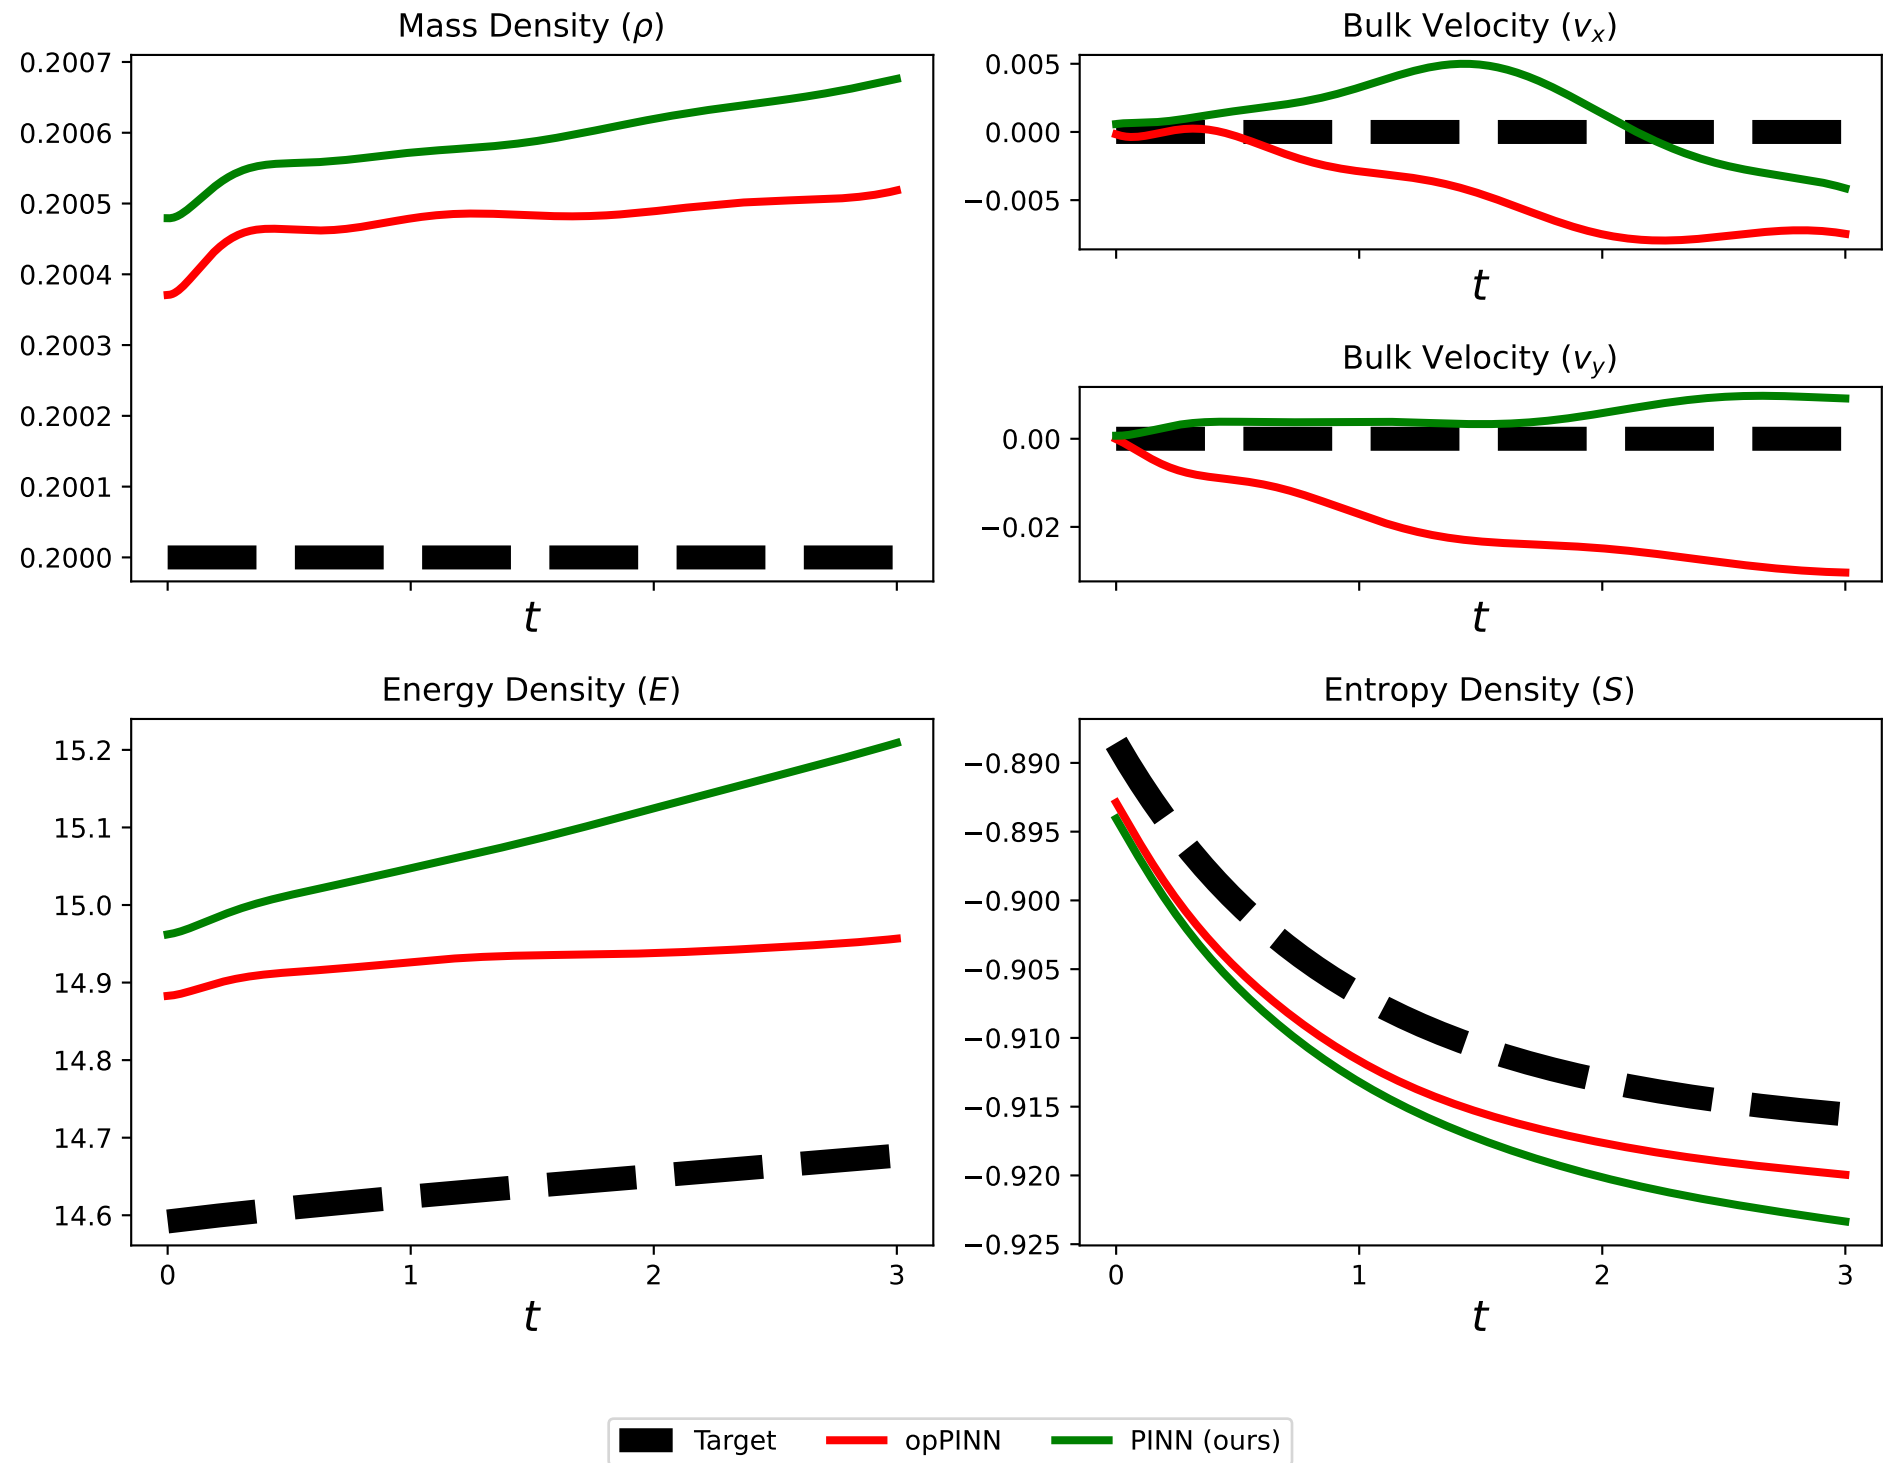 Mass Density (ρ)
0.2007
0.2006
0.2005
0.2004
0.2003
0.2002
0.2001
0.2000
t
Bulk Velocity (vₓ)
0.005
0.000
−0.005
t
Bulk Velocity (v_y)
0.00
−0.02
t
Energy Density (E)
15.2
15.1
15.0
14.9
14.8
14.7
14.6
0 1 2 3
t
Entropy Density (S)
−0.890
−0.895
−0.900
−0.905
−0.910
−0.915
−0.920
−0.925
0 1 2 3
t
Target opPINN PINN (ours)